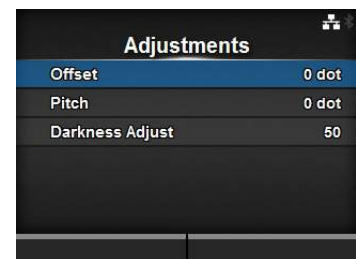 Adjustments
Offset 0 dot
Pitch 0 dot
Darkness Adjust 50